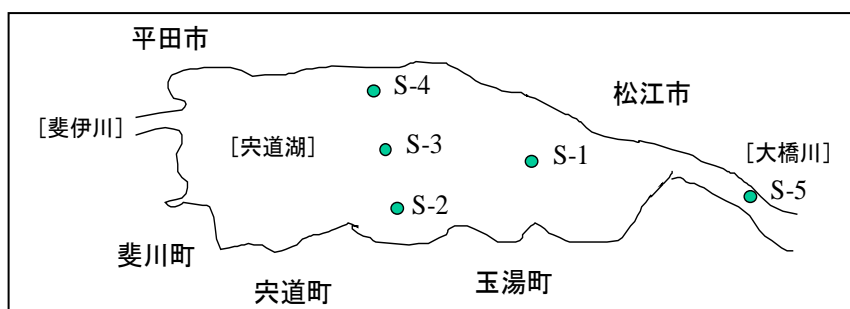 平田市
S-4
松江市
[斐伊川]
[宍道湖]
S-3
S-1
[大橋川]
S-5
S-2
斐川町
宍道町
玉湯町